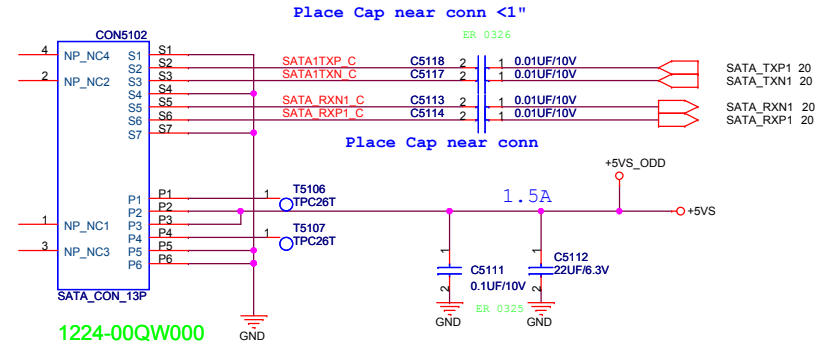 Place Cap near conn <1"
CON5102
ER 0326
4 NP_NC4 S1 S1
S2 S2 SATA1TXP_C C5118 2 1 0.01UF/10V SATA_TXP1 20
2 NP_NC2 S3 S3 SATA1TXN_C C5117 2 1 0.01UF/10V SATA_TXN1 20
S4 S4
S5 S5 SATA_RXN1_C C5113 2 1 0.01UF/10V SATA_RXN1 20
S6 S6 SATA_RXP1_C C5114 2 1 0.01UF/10V SATA_RXP1 20
S7 S7
Place Cap near conn
+5VS_ODD
P1 P1 1 T5106
TPC26T
P2 P2 1.5A +5VS
1 NP_NC1 P3 P3
P4 P4 1 T5107
TPC26T
3 NP_NC3 P5 P5
P6 P6
1 C5111 2
0.1UF/10V
1 C5112 2
22UF/6.3V
SATA_CON_13P
ER 0325
1224-00QW000
GND
GND
GND